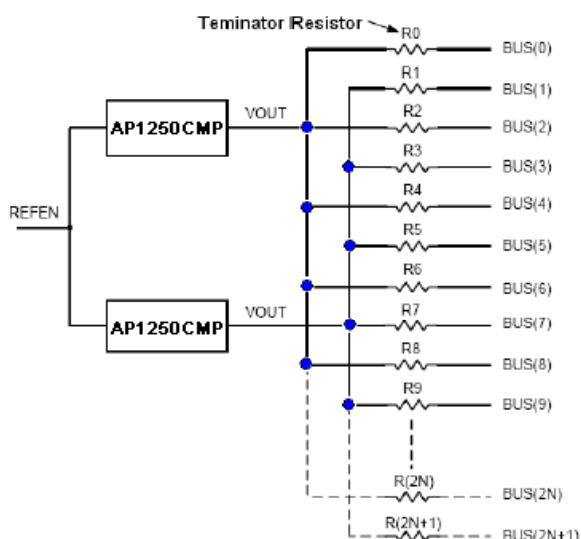 Teminator IResistor
R0 BUS(0)
R1 BUS(1)
AP1250CMP VOUT R2 BUS(2)
R3 BUS(3)
R4 BUS(4)
REFEN
R5 BUS(5)
R6 BUS(6)
AP1250CMP VOUT R7 BUS(7)
R8 BUS(8)
R9 BUS(9)
R(2N) BUS(2N)
R(2N+1) BUS(2N+1)